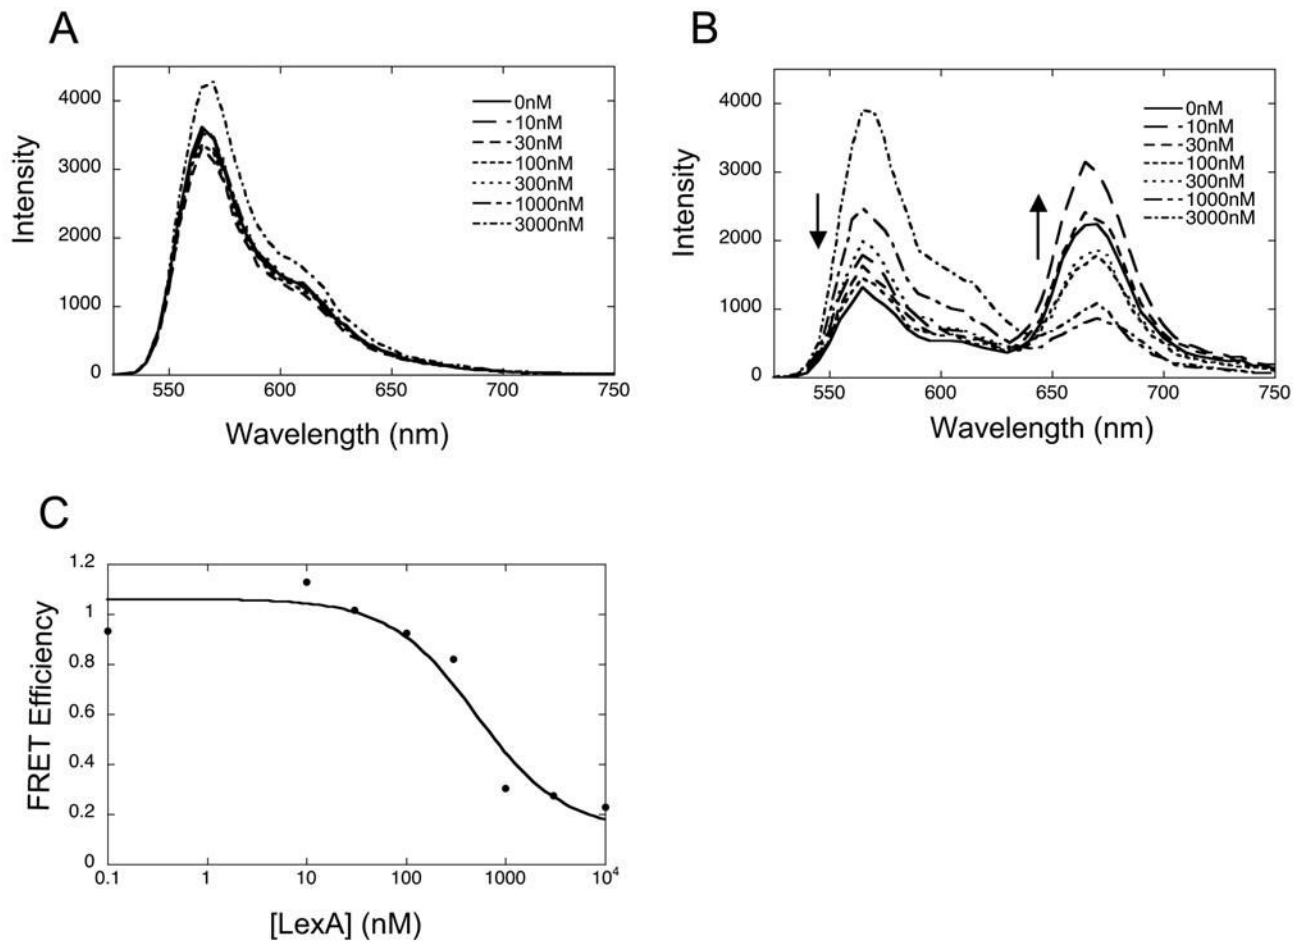 A
Intensity
4000
3000
2000
1000
0
0nM
10nM
30nM
100nM
300nM
1000nM
3000nM
550
600
650
700
750
Wavelength (nm)
B
Intensity
4000
3000
2000
1000
0
0nM
10nM
30nM
100nM
300nM
1000nM
3000nM
550
600
650
700
750
Wavelength (nm)
C
FRET Efficiency
1.2
1
0.8
0.6
0.4
0.2
0
0.1
1
10
100
1000
10⁴
[LexA] (nM)